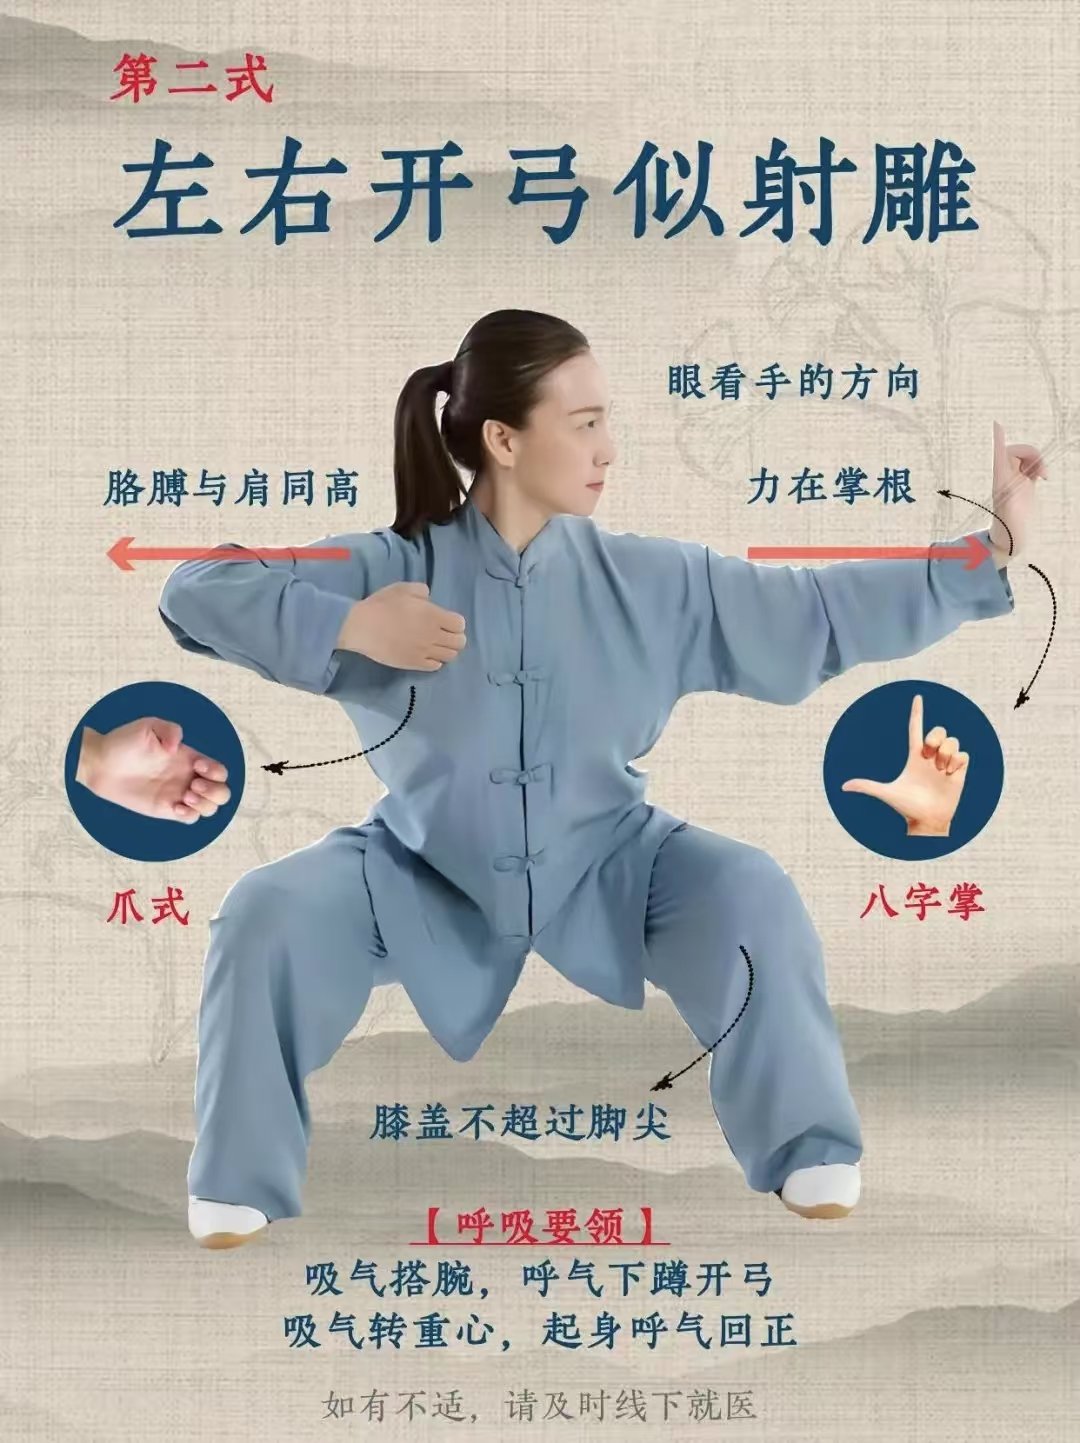 第二式
左右开弓似射雕
眼看手的方向
胳膊与肩同高
力在掌根
爪式
八字掌
膝盖不超过脚尖
【呼吸要领】
吸气搭腕，呼气下蹲开弓
吸气转重心，起身呼气回正
如有不适，请及时线下就医